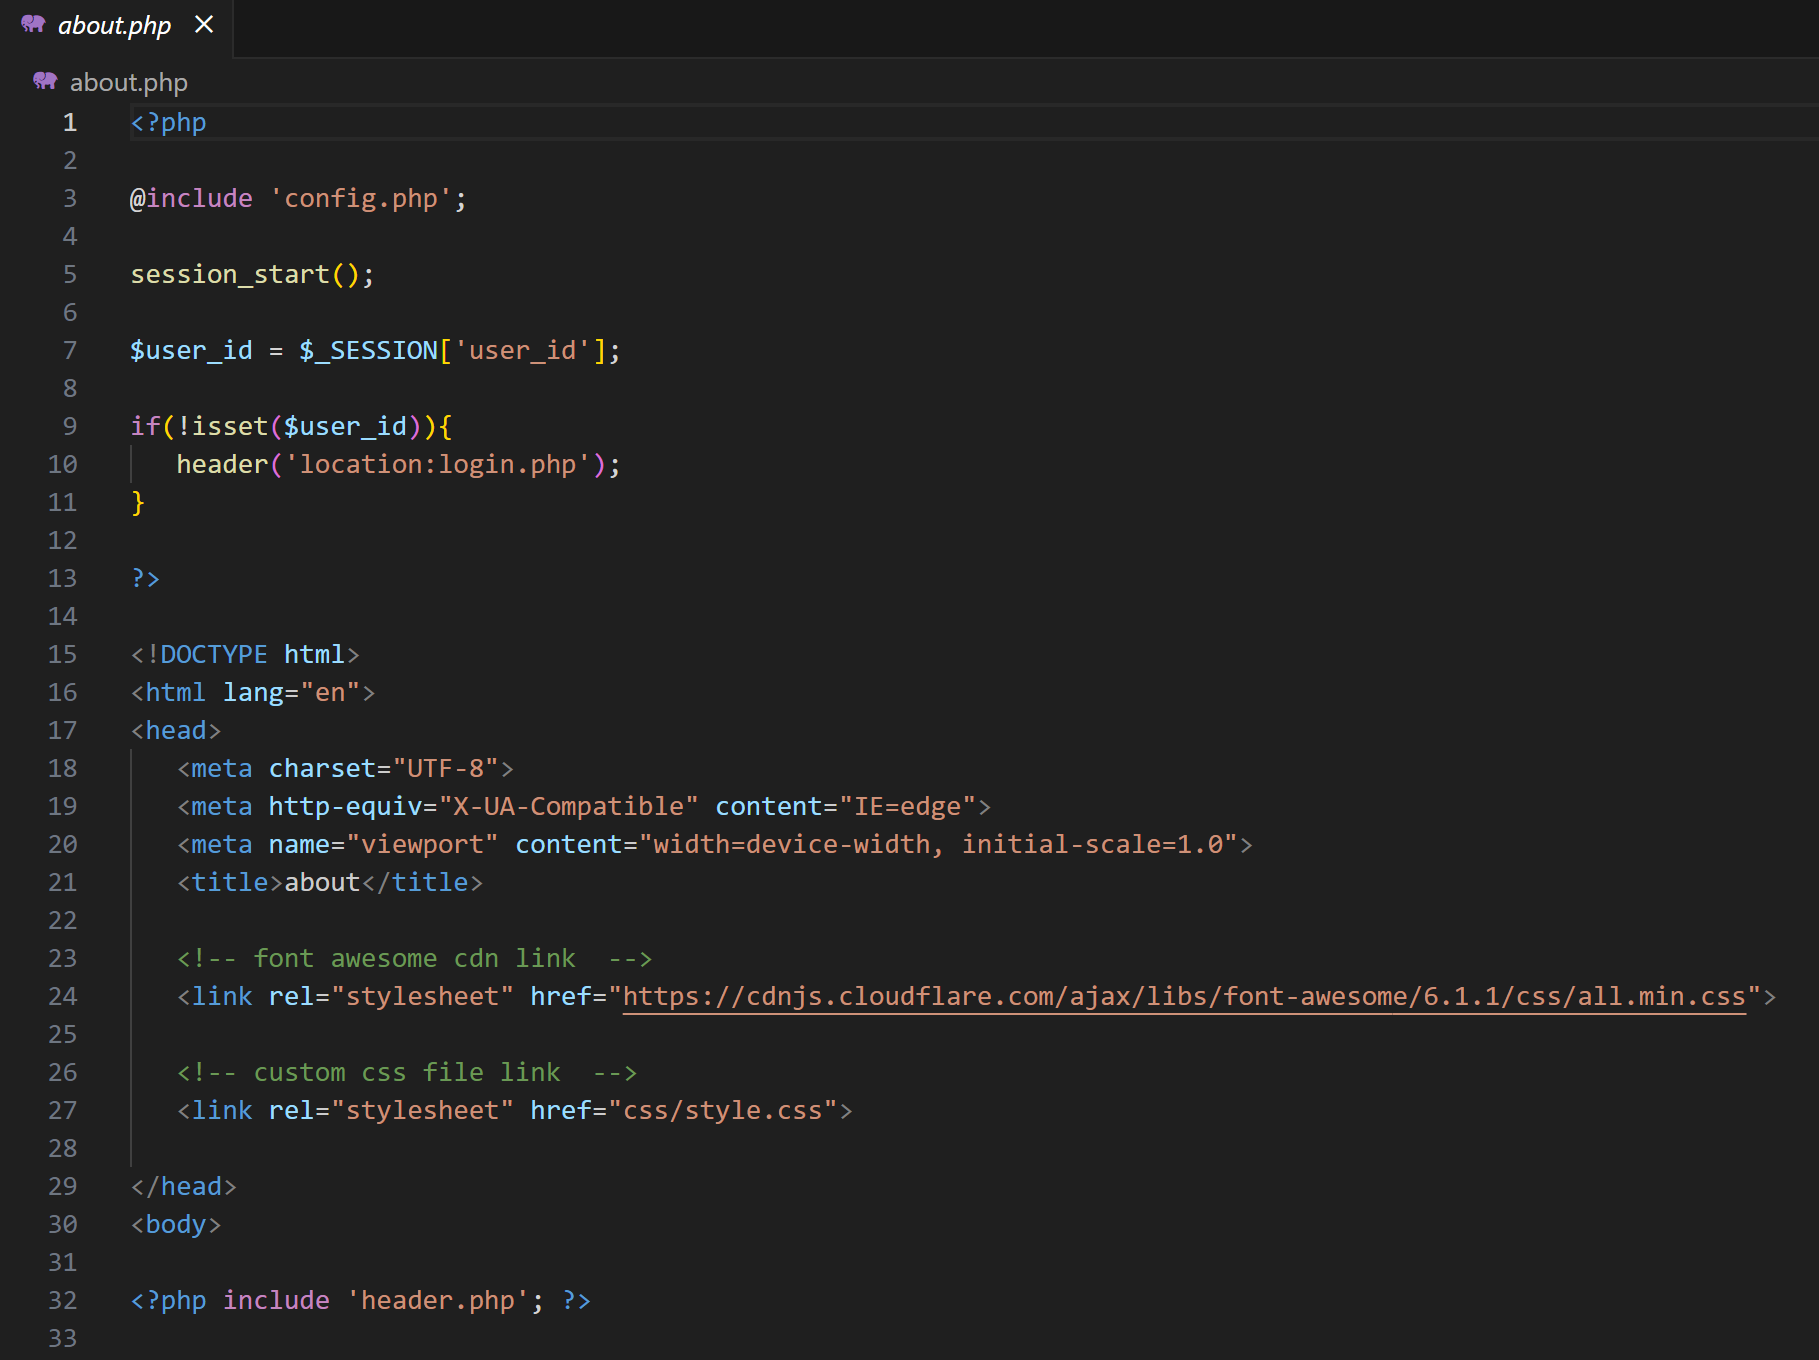 about.php
about.php
1 <?php
2
3 @include 'config.php';
4
5 session_start();
6
7 $user_id = $_SESSION['user_id'];
8
9 if(!isset($user_id)){
10    header('location:login.php');
11 }
12
13 ?>
14
15 <!DOCTYPE html>
16 <html lang="en">
17 <head>
18    <meta charset="UTF-8">
19    <meta http-equiv="X-UA-Compatible" content="IE=edge">
20    <meta name="viewport" content="width=device-width, initial-scale=1.0">
21    <title>about</title>
22
23    <!-- font awesome cdn link  -->
24    <link rel="stylesheet" href="https://cdnjs.cloudflare.com/ajax/libs/font-awesome/6.1.1/css/all.min.css">
25
26    <!-- custom css file link  -->
27    <link rel="stylesheet" href="css/style.css">
28
29 </head>
30 <body>
31
32 <?php include 'header.php'; ?>
33